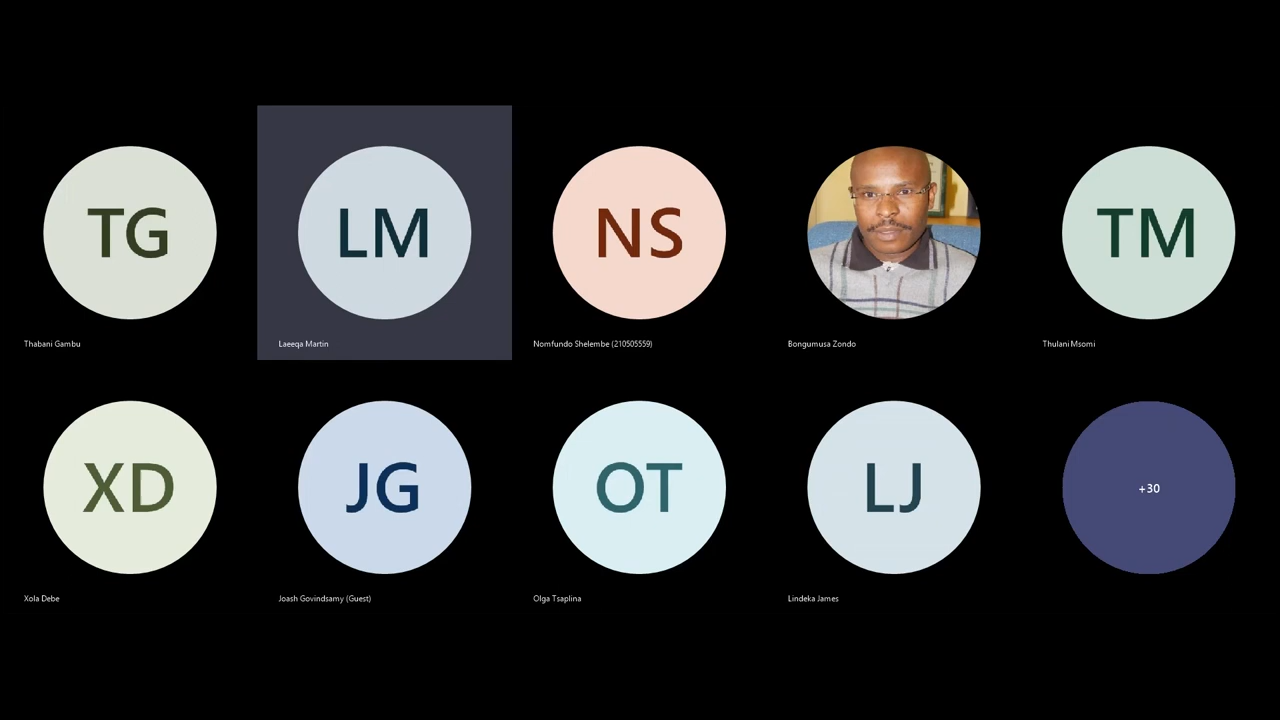 TG
LM
NS
TM
Thabani Gambu
Laeeqa Martin
Nomfundo Shelembe (210505559)
Bongumusa Zondo
Thulani Msomi
XD
JG
OT
LJ
+30
Xola Debe
Joash Govindsamy (Guest)
Olga Tsaplina
Lindeka James